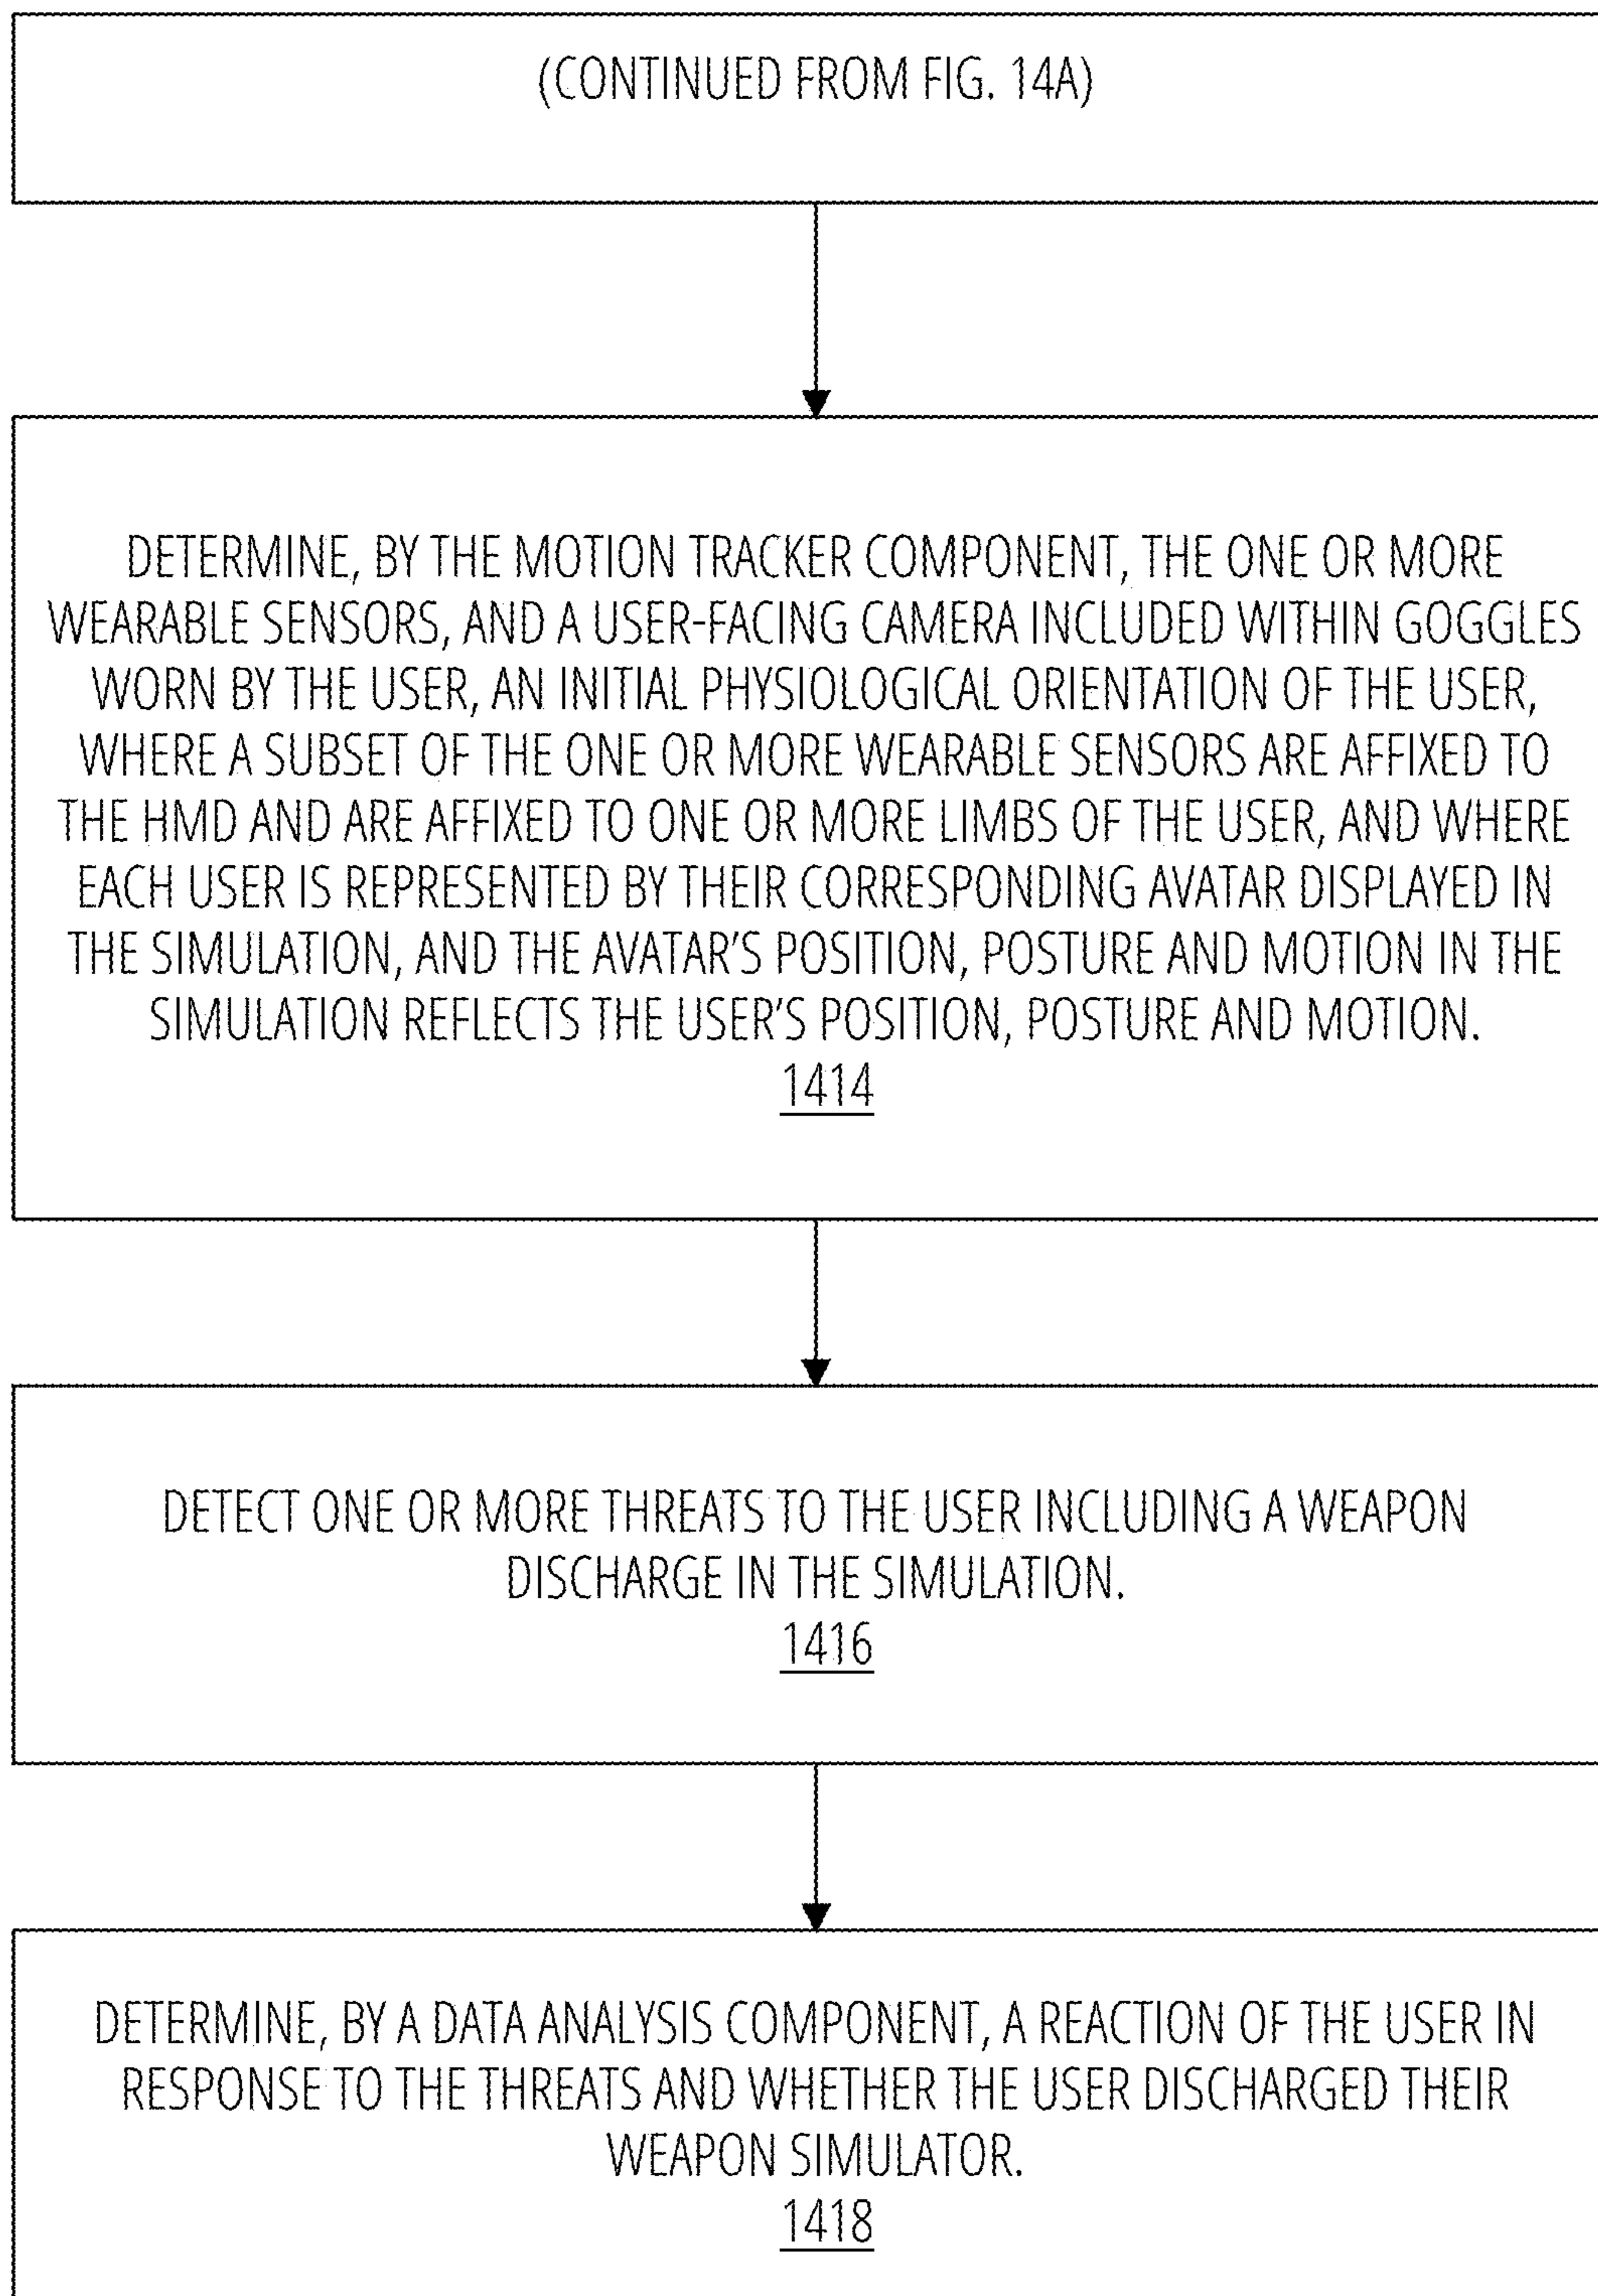 (CONTINUED FROM FIG. 14A)
DETERMINE, BY THE MOTION TRACKER COMPONENT, THE ONE OR MORE
WEARABLE SENSORS, AND A USER-FACING CAMERA INCLUDED WITHIN GOGGLES
WORN BY THE USER, AN INITIAL PHYSIOLOGICAL ORIENTATION OF THE USER,
WHERE A SUBSET OF THE ONE OR MORE WEARABLE SENSORS ARE AFFIXED TO
THE HMD AND ARE AFFIXED TO ONE OR MORE LIMBS OF THE USER, AND WHERE
EACH USER IS REPRESENTED BY THEIR CORRESPONDING AVATAR DISPLAYED IN
THE SIMULATION, AND THE AVATAR'S POSITION, POSTURE AND MOTION IN THE
SIMULATION REFLECTS THE USER'S POSITION, POSTURE AND MOTION.
1414
DETECT ONE OR MORE THREATS TO THE USER INCLUDING A WEAPON
DISCHARGE IN THE SIMULATION.
1416
DETERMINE, BY A DATA ANALYSIS COMPONENT, A REACTION OF THE USER IN
RESPONSE TO THE THREATS AND WHETHER THE USER DISCHARGED THEIR
WEAPON SIMULATOR.
1418